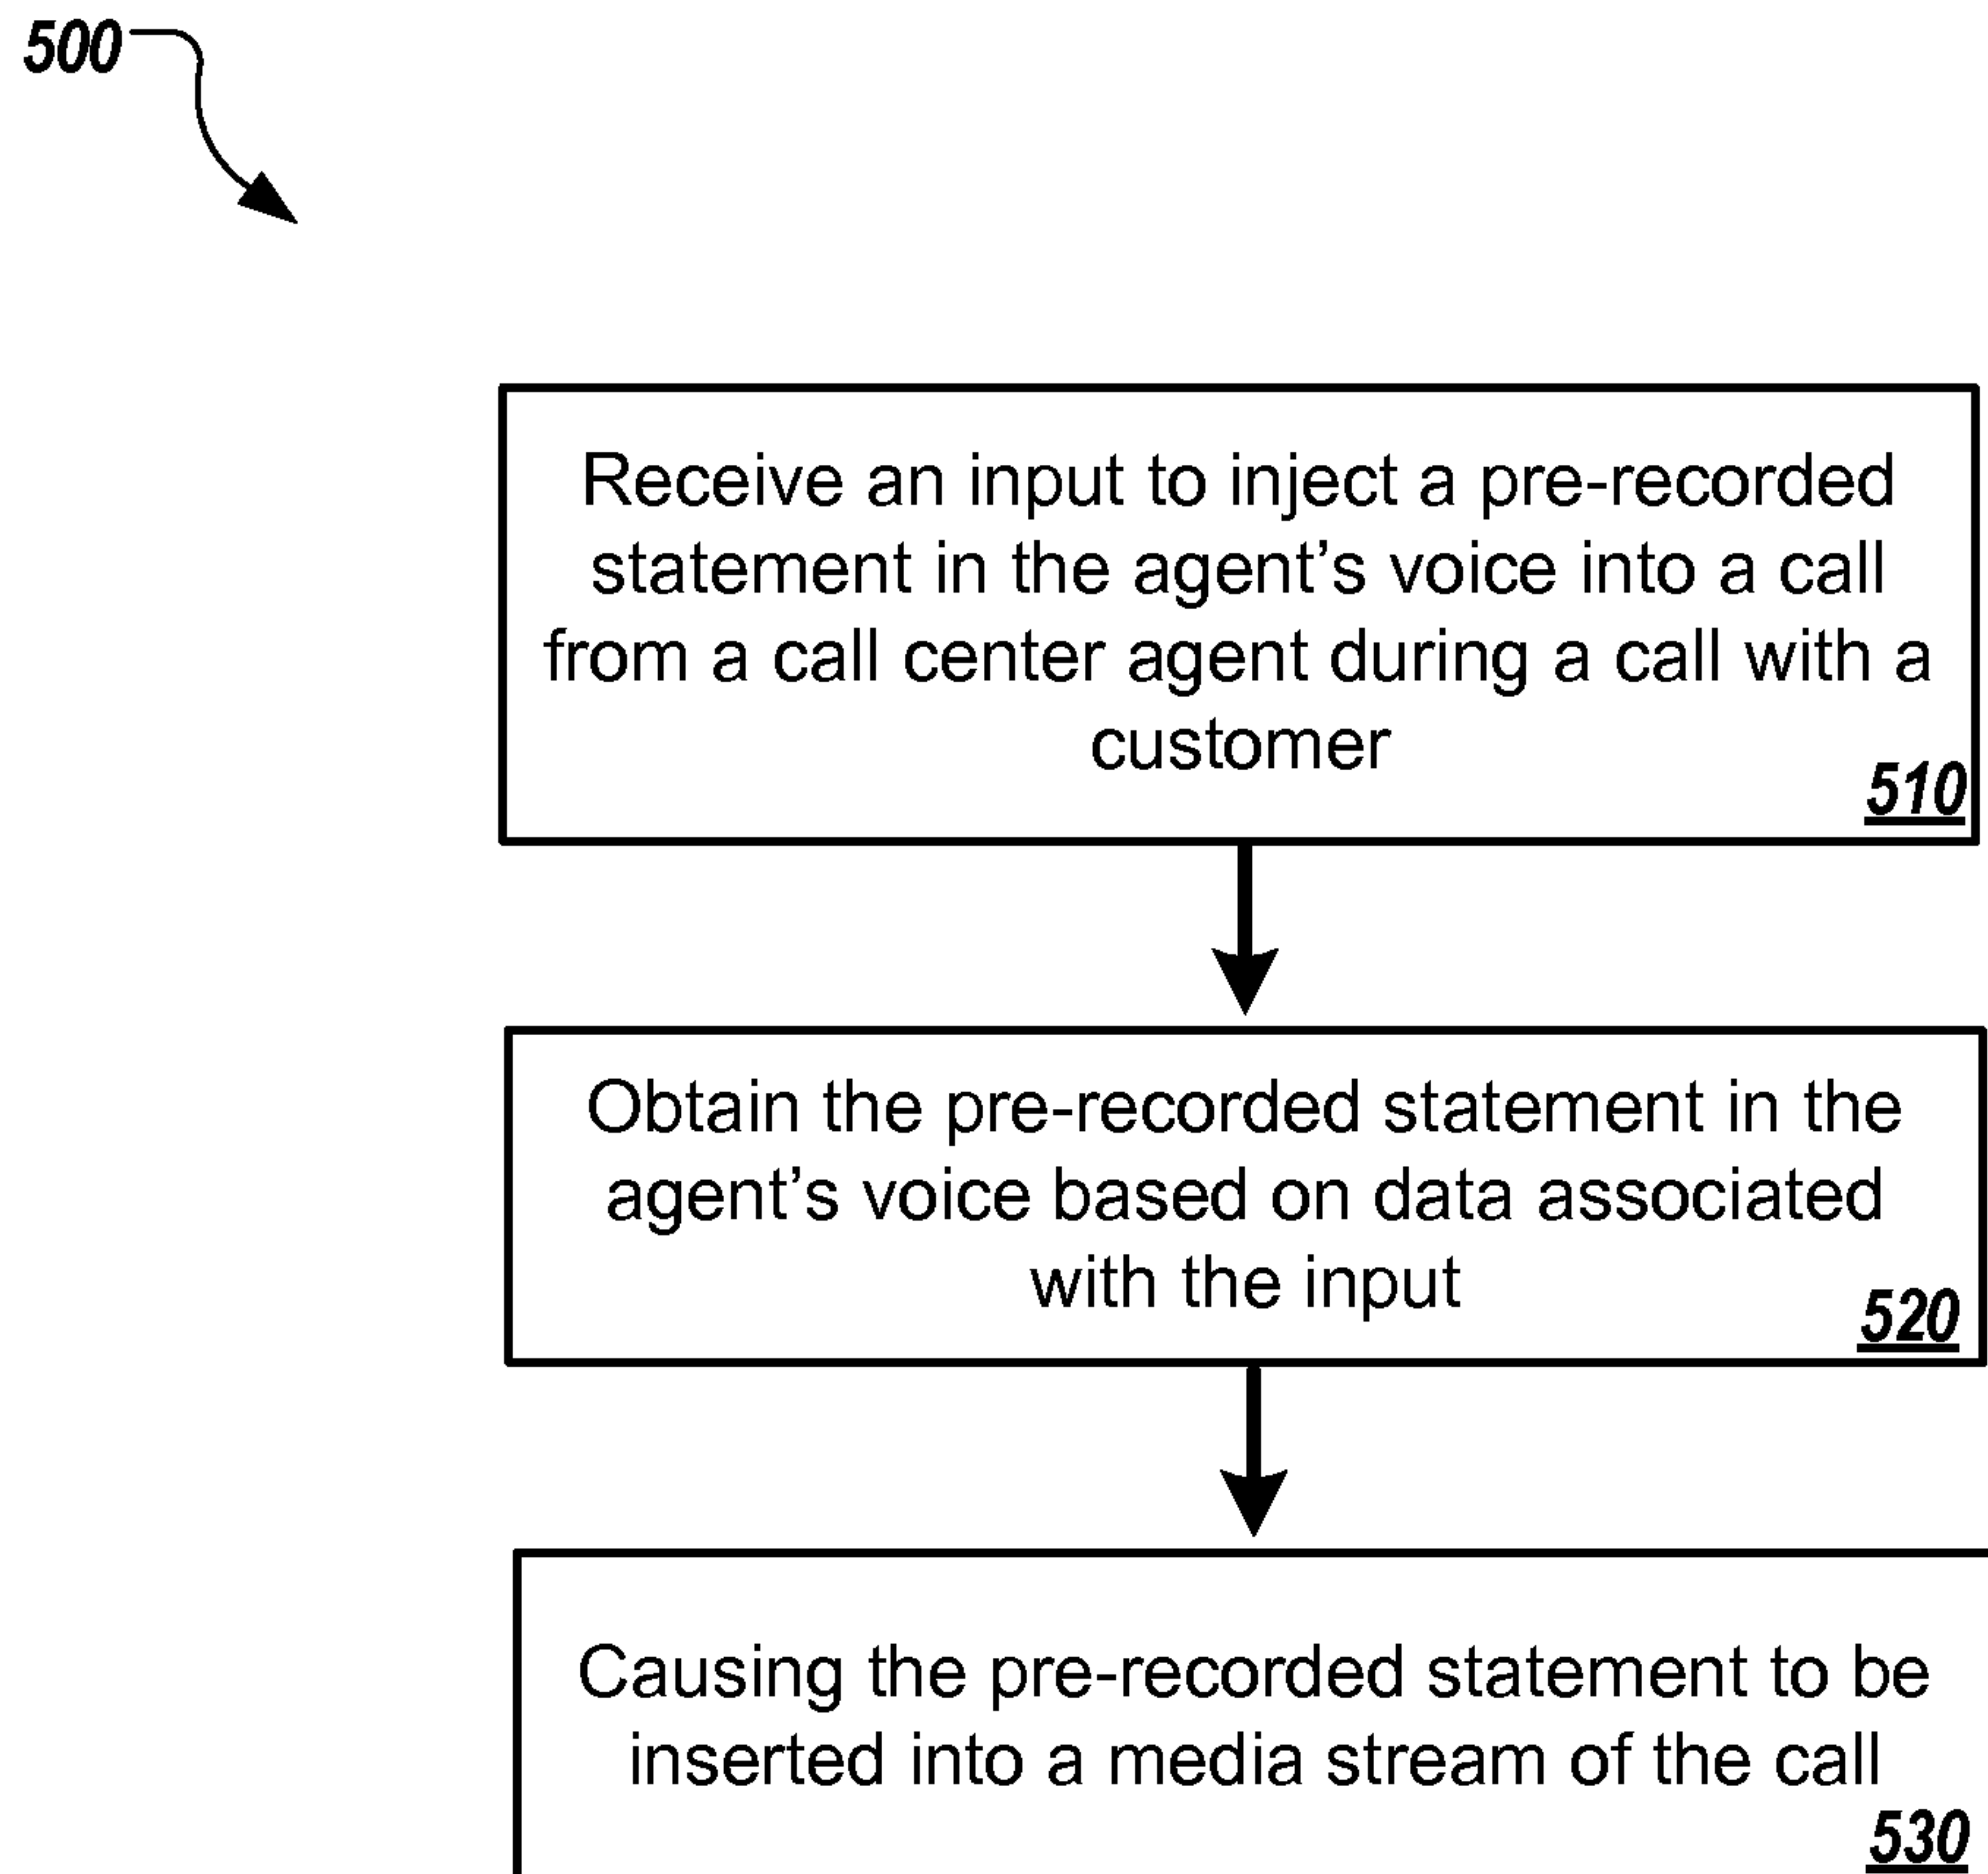 500
Receive an input to inject a pre-recorded
statement in the agent’s voice into a call
from a call center agent during a call with a
customer
510
Obtain the pre-recorded statement in the
agent’s voice based on data associated
with the input
520
Causing the pre-recorded statement to be
inserted into a media stream of the call
530